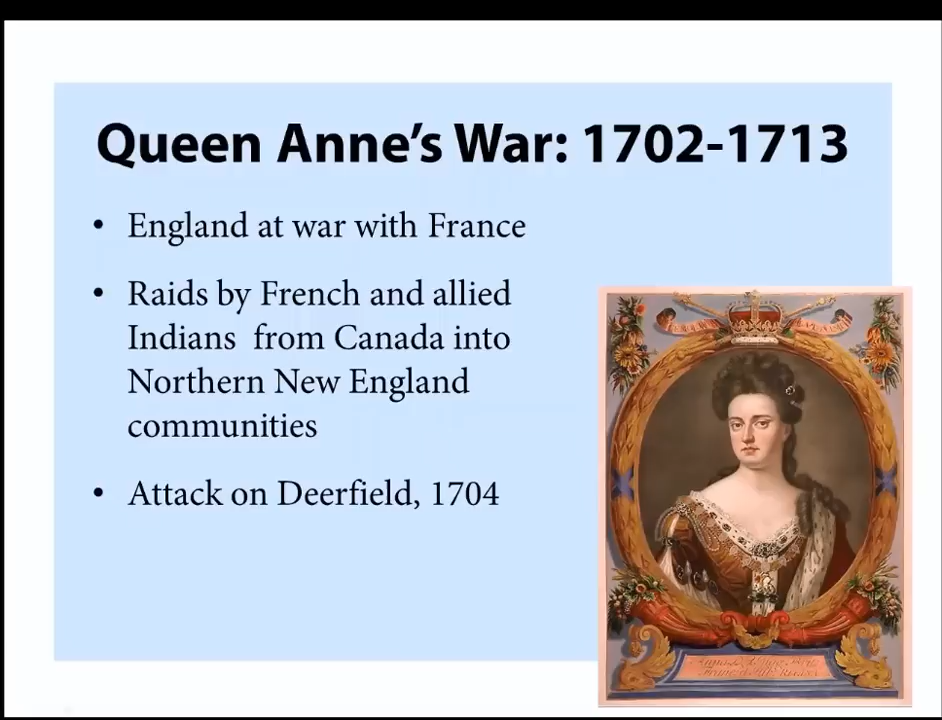 Queen Anne’s War: 1702-1713
• England at war with France
• Raids by French and allied
Indians from Canada into
Northern New England
communities
• Attack on Deerfield, 1704